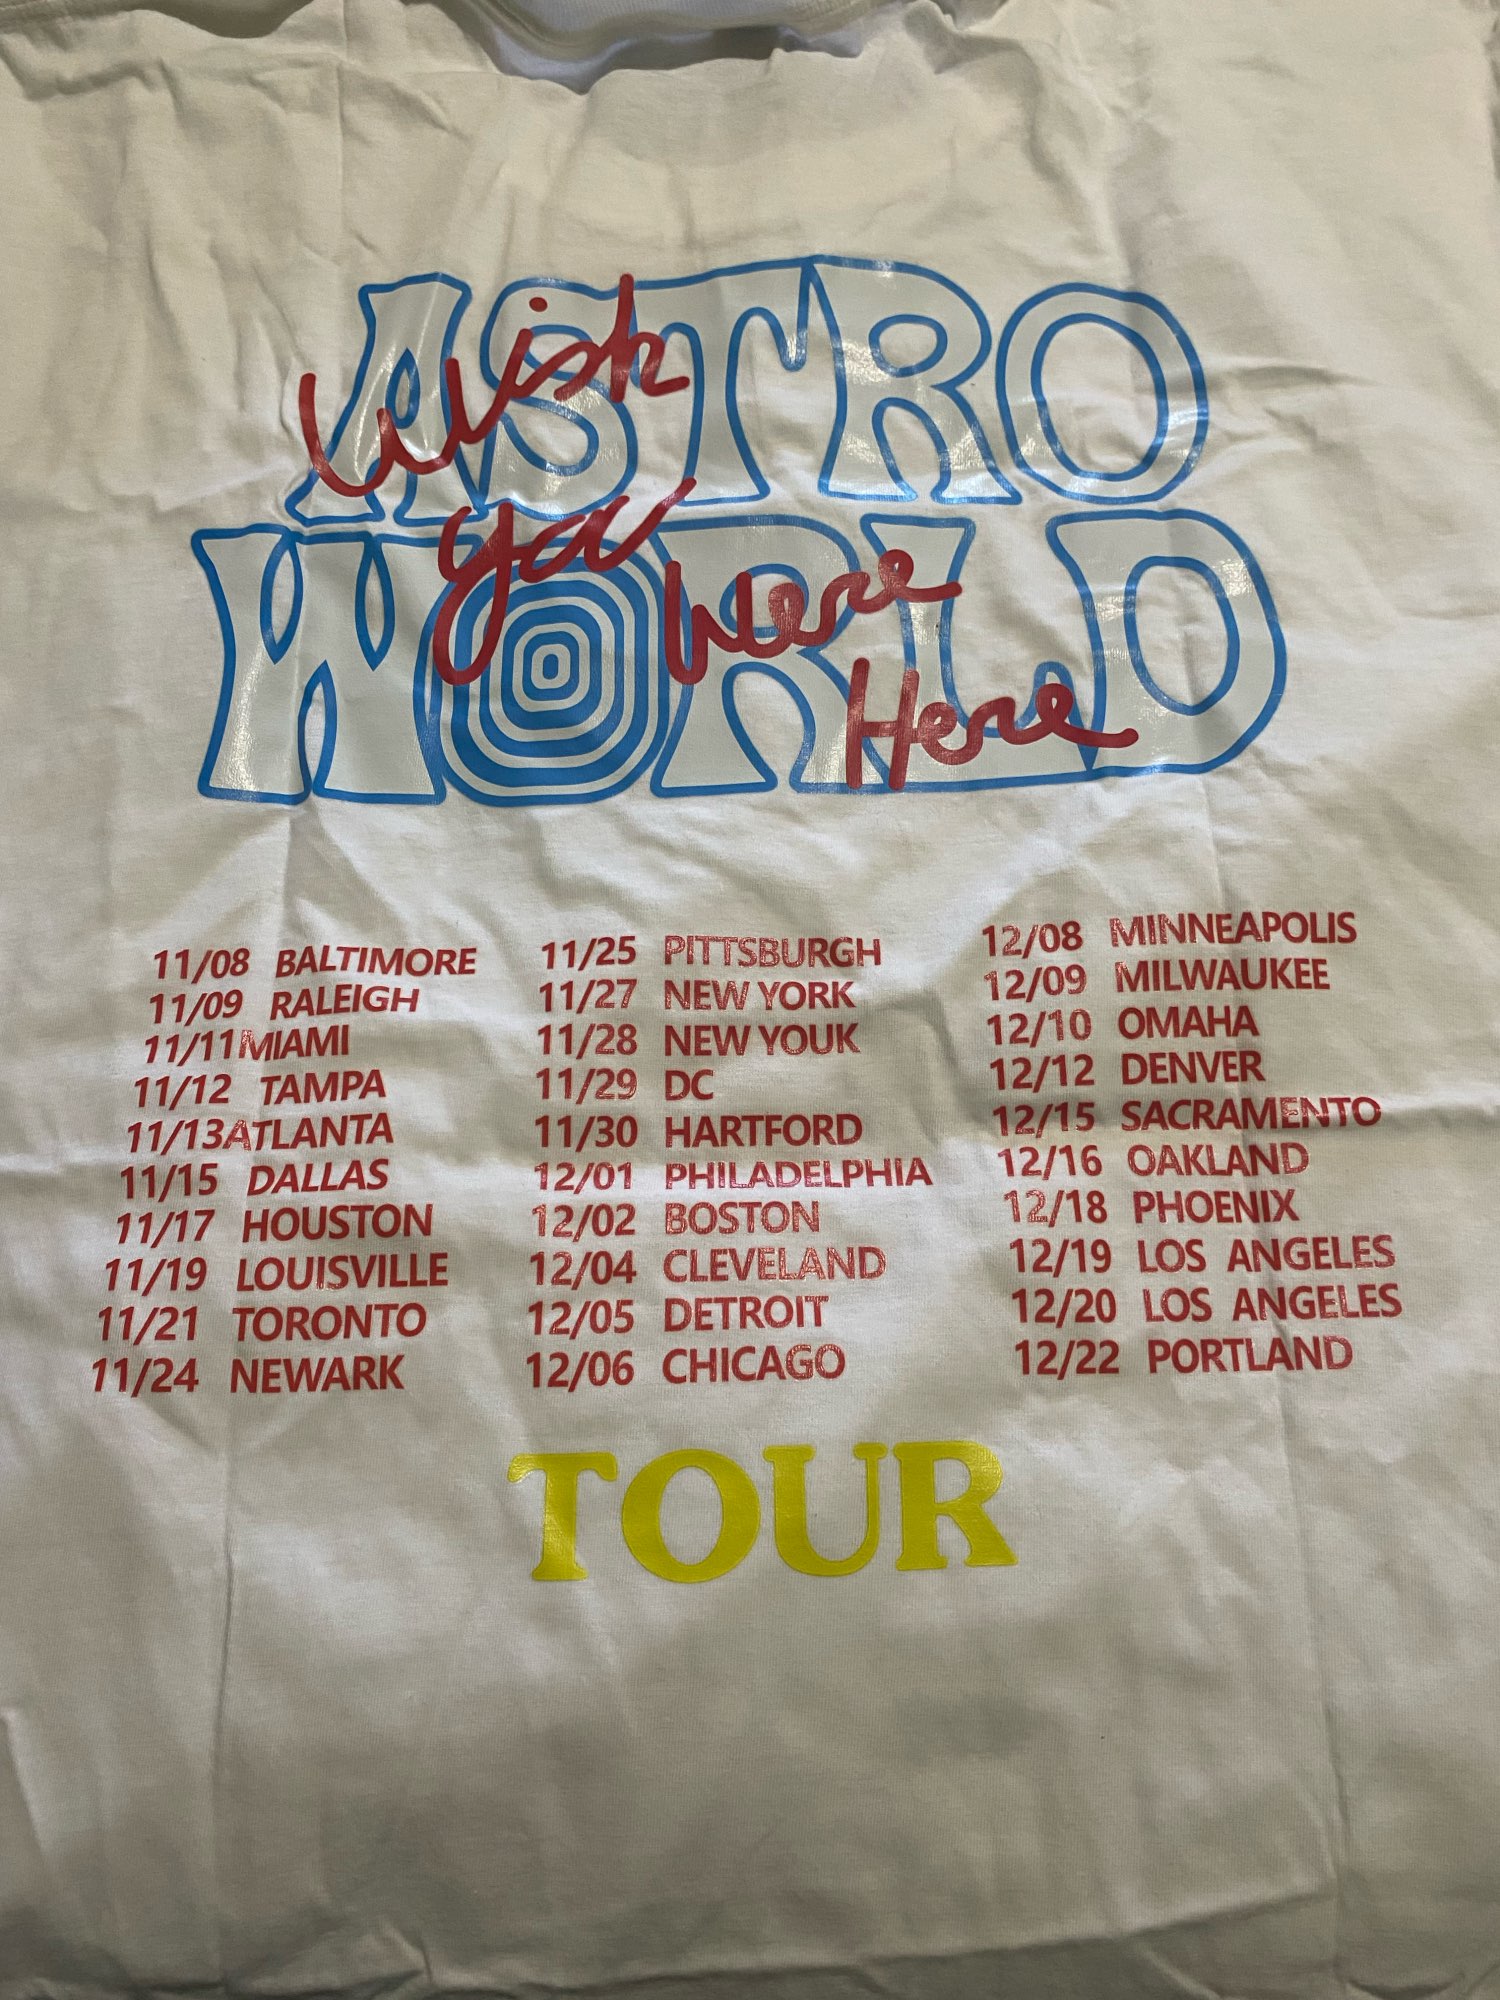 ASTRO
WORLD
Wish
you
Were
Here
11/08 BALTIMORE
11/09 RALEIGH
11/11MIAMI
11/12 TAMPA
11/13ATLANTA
11/15 DALLAS
11/17 HOUSTON
11/19 LOUISVILLE
11/21 TORONTO
11/24 NEWARK
11/25 PITTSBURGH
11/27 NEW YORK
11/28 NEW YOUK
11/29 DC
11/30 HARTFORD
12/01 PHILADELPHIA
12/02 BOSTON
12/04 CLEVELAND
12/05 DETROIT
12/06 CHICAGO
12/08 MINNEAPOLIS
12/09 MILWAUKEE
12/10 OMAHA
12/12 DENVER
12/15 SACRAMENTO
12/16 OAKLAND
12/18 PHOENIX
12/19 LOS ANGELES
12/20 LOS ANGELES
12/22 PORTLAND
TOUR